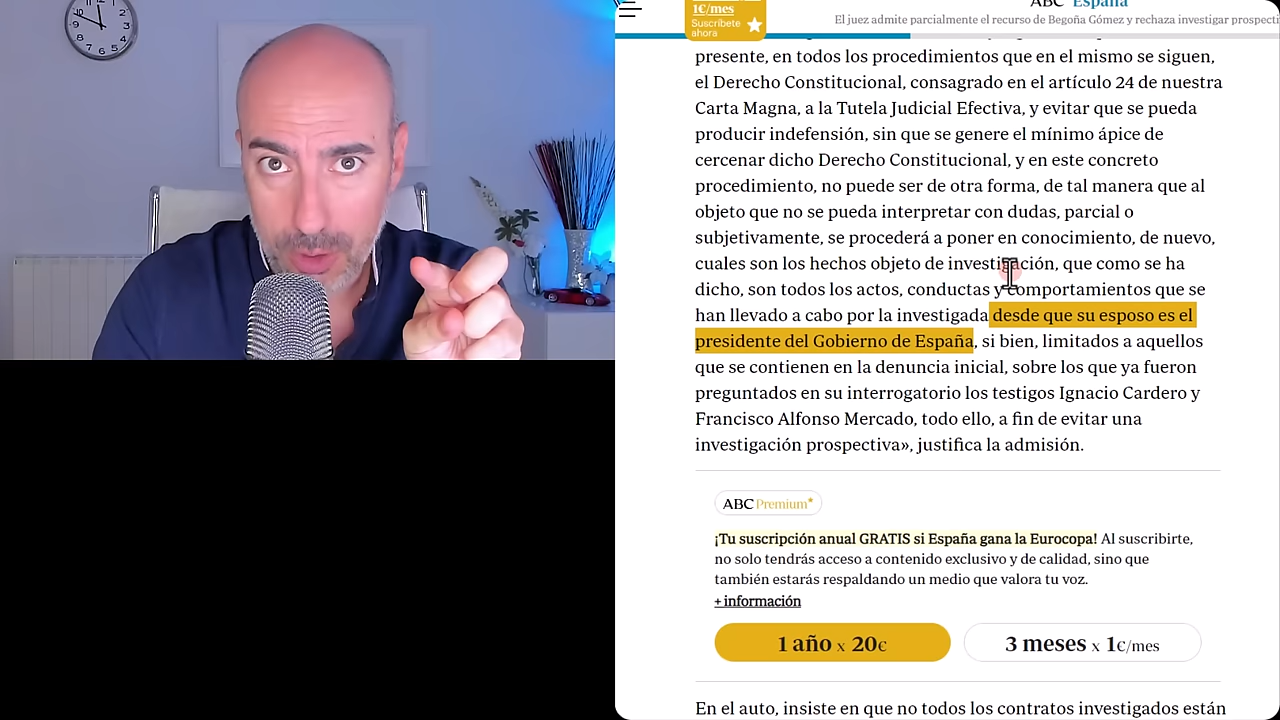 ABC España
1€/mes
Suscríbete
ahora
El juez admite parcialmente el recurso de Begoña Gómez y rechaza investigar prospecti
presente, en todos los procedimientos que en el mismo se siguen,
el Derecho Constitucional, consagrado en el artículo 24 de nuestra
Carta Magna, a la Tutela Judicial Efectiva, y evitar que se pueda
producir indefensión, sin que se genere el mínimo ápice de
cercenar dicho Derecho Constitucional, y en este concreto
procedimiento, no puede ser de otra forma, de tal manera que al
objeto que no se pueda interpretar con dudas, parcial o
subjetivamente, se procederá a poner en conocimiento, de nuevo,
cuales son los hechos objeto de investigación, que como se ha
dicho, son todos los actos, conductas y comportamientos que se
han llevado a cabo por la investigada desde que su esposo es el
presidente del Gobierno de España, si bien, limitados a aquellos
que se contienen en la denuncia inicial, sobre los que ya fueron
preguntados en su interrogatorio los testigos Ignacio Cardero y
Francisco Alfonso Mercado, todo ello, a fin de evitar una
investigación prospectiva», justifica la admisión.
ABC Premium*
¡Tu suscripción anual GRATIS si España gana la Eurocopa! Al suscribirte,
no solo tendrás acceso a contenido exclusivo y de calidad, sino que
también estarás respaldando un medio que valora tu voz.
+ información
1 año x 20€
3 meses x 1€/mes
En el auto, insiste en que no todos los contratos investigados están